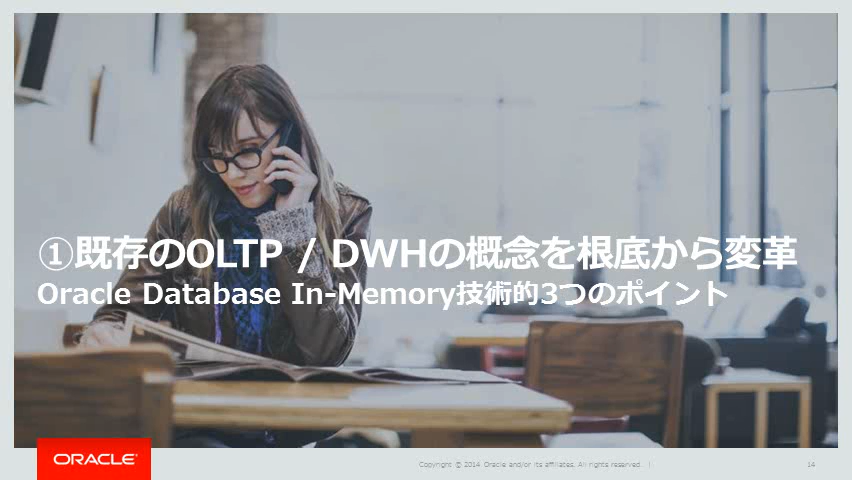 ①既存のOLTP / DWHの概念を根底から変革
Oracle Database In-Memory技術的3つのポイント
ORACLE
Copyright © 2014 Oracle and/or its affiliates. All rights reserved. |
14